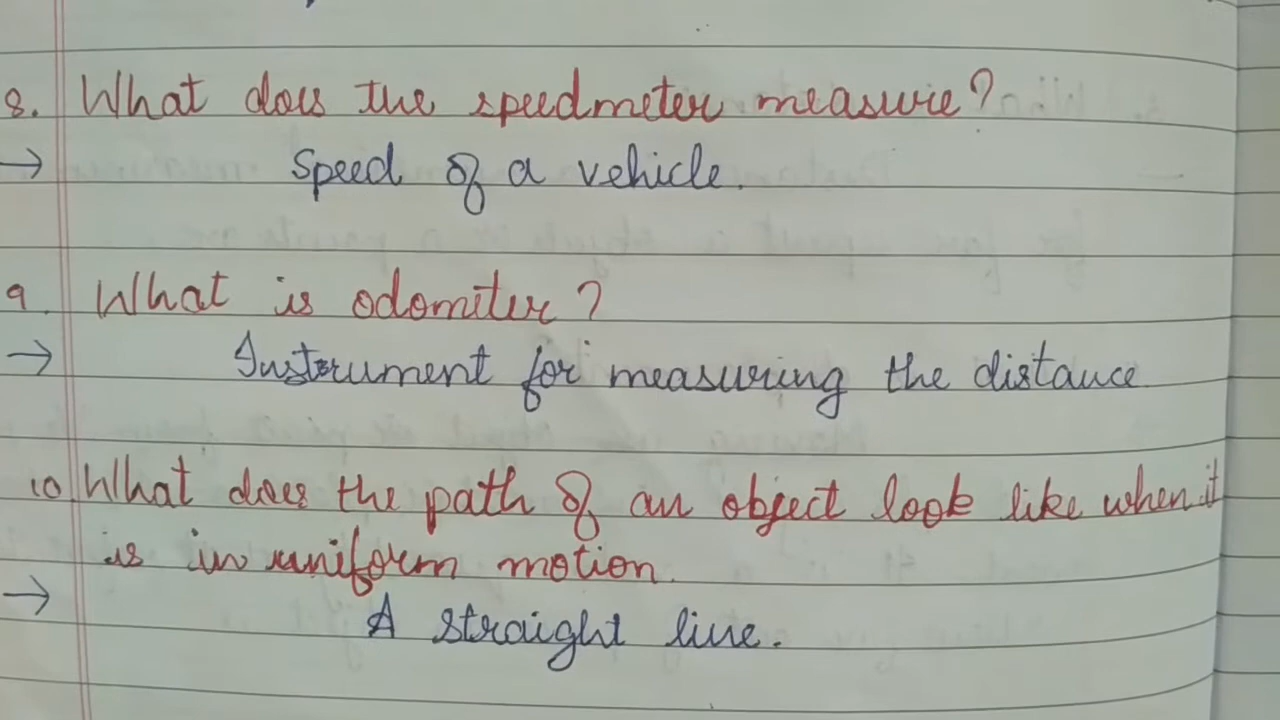 8. What does the speedmeter measure?
→ Speed of a vehicle.
9. What is odometer?
→ Instrument for measuring the distance
10. What does the path of an object look like when it
is in uniform motion.
→ A straight line.